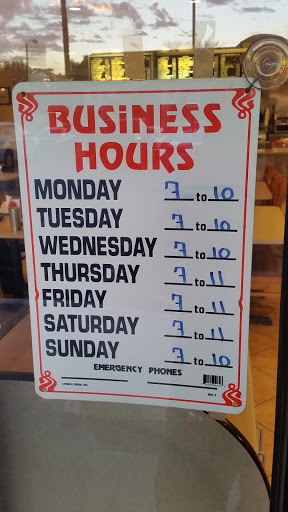 BUSINESS
HOURS
MONDAY 7 to 10
TUESDAY 7 to 10
WEDNESDAY 7 to 10
THURSDAY 7 to 11
FRIDAY 7 to 11
SATURDAY 7 to 11
SUNDAY 7 to 10
EMERGENCY PHONES